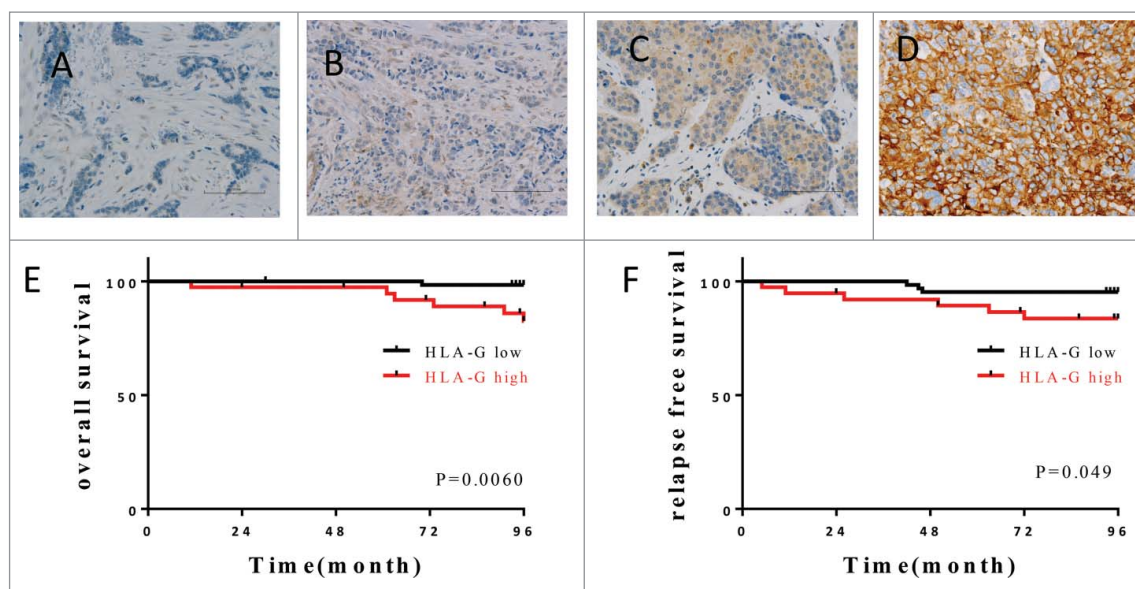 A
B
C
D
E
overall survival
100
50
0
HLA-G low
HLA-G high
P=0.0060
0 24 48 72 96
Time(month)
F
relapse free survival
100
50
0
HLA-G low
HLA-G high
P=0.049
0 24 48 72 96
Time(month)